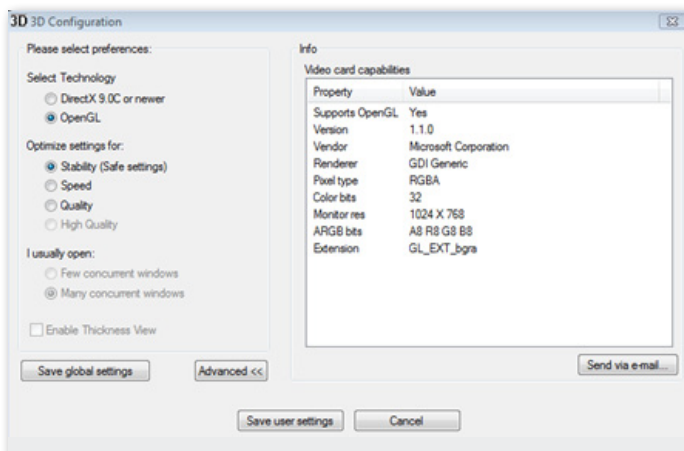 3D 3D Configuration
Please select preferences:
Select Technology
DirectX 9.0C or newer
OpenGL
Optimize settings for:
Stability (Safe settings)
Speed
Quality
High Quality
I usually open:
Few concurrent windows
Many concurrent windows
Enable Thickness View
Save global settings
Advanced <<
Info
Video card capabilities
Property Value
Supports OpenGL Yes
Version 1.1.0
Vendor Microsoft Corporation
Renderer GDI Generic
Pixel type RGBA
Color bits 32
Monitor res 1024 X 768
ARGB bits A8 R8 G8 B8
Extension GL_EXT_bgra
Send via e-mail...
Save user settings
Cancel